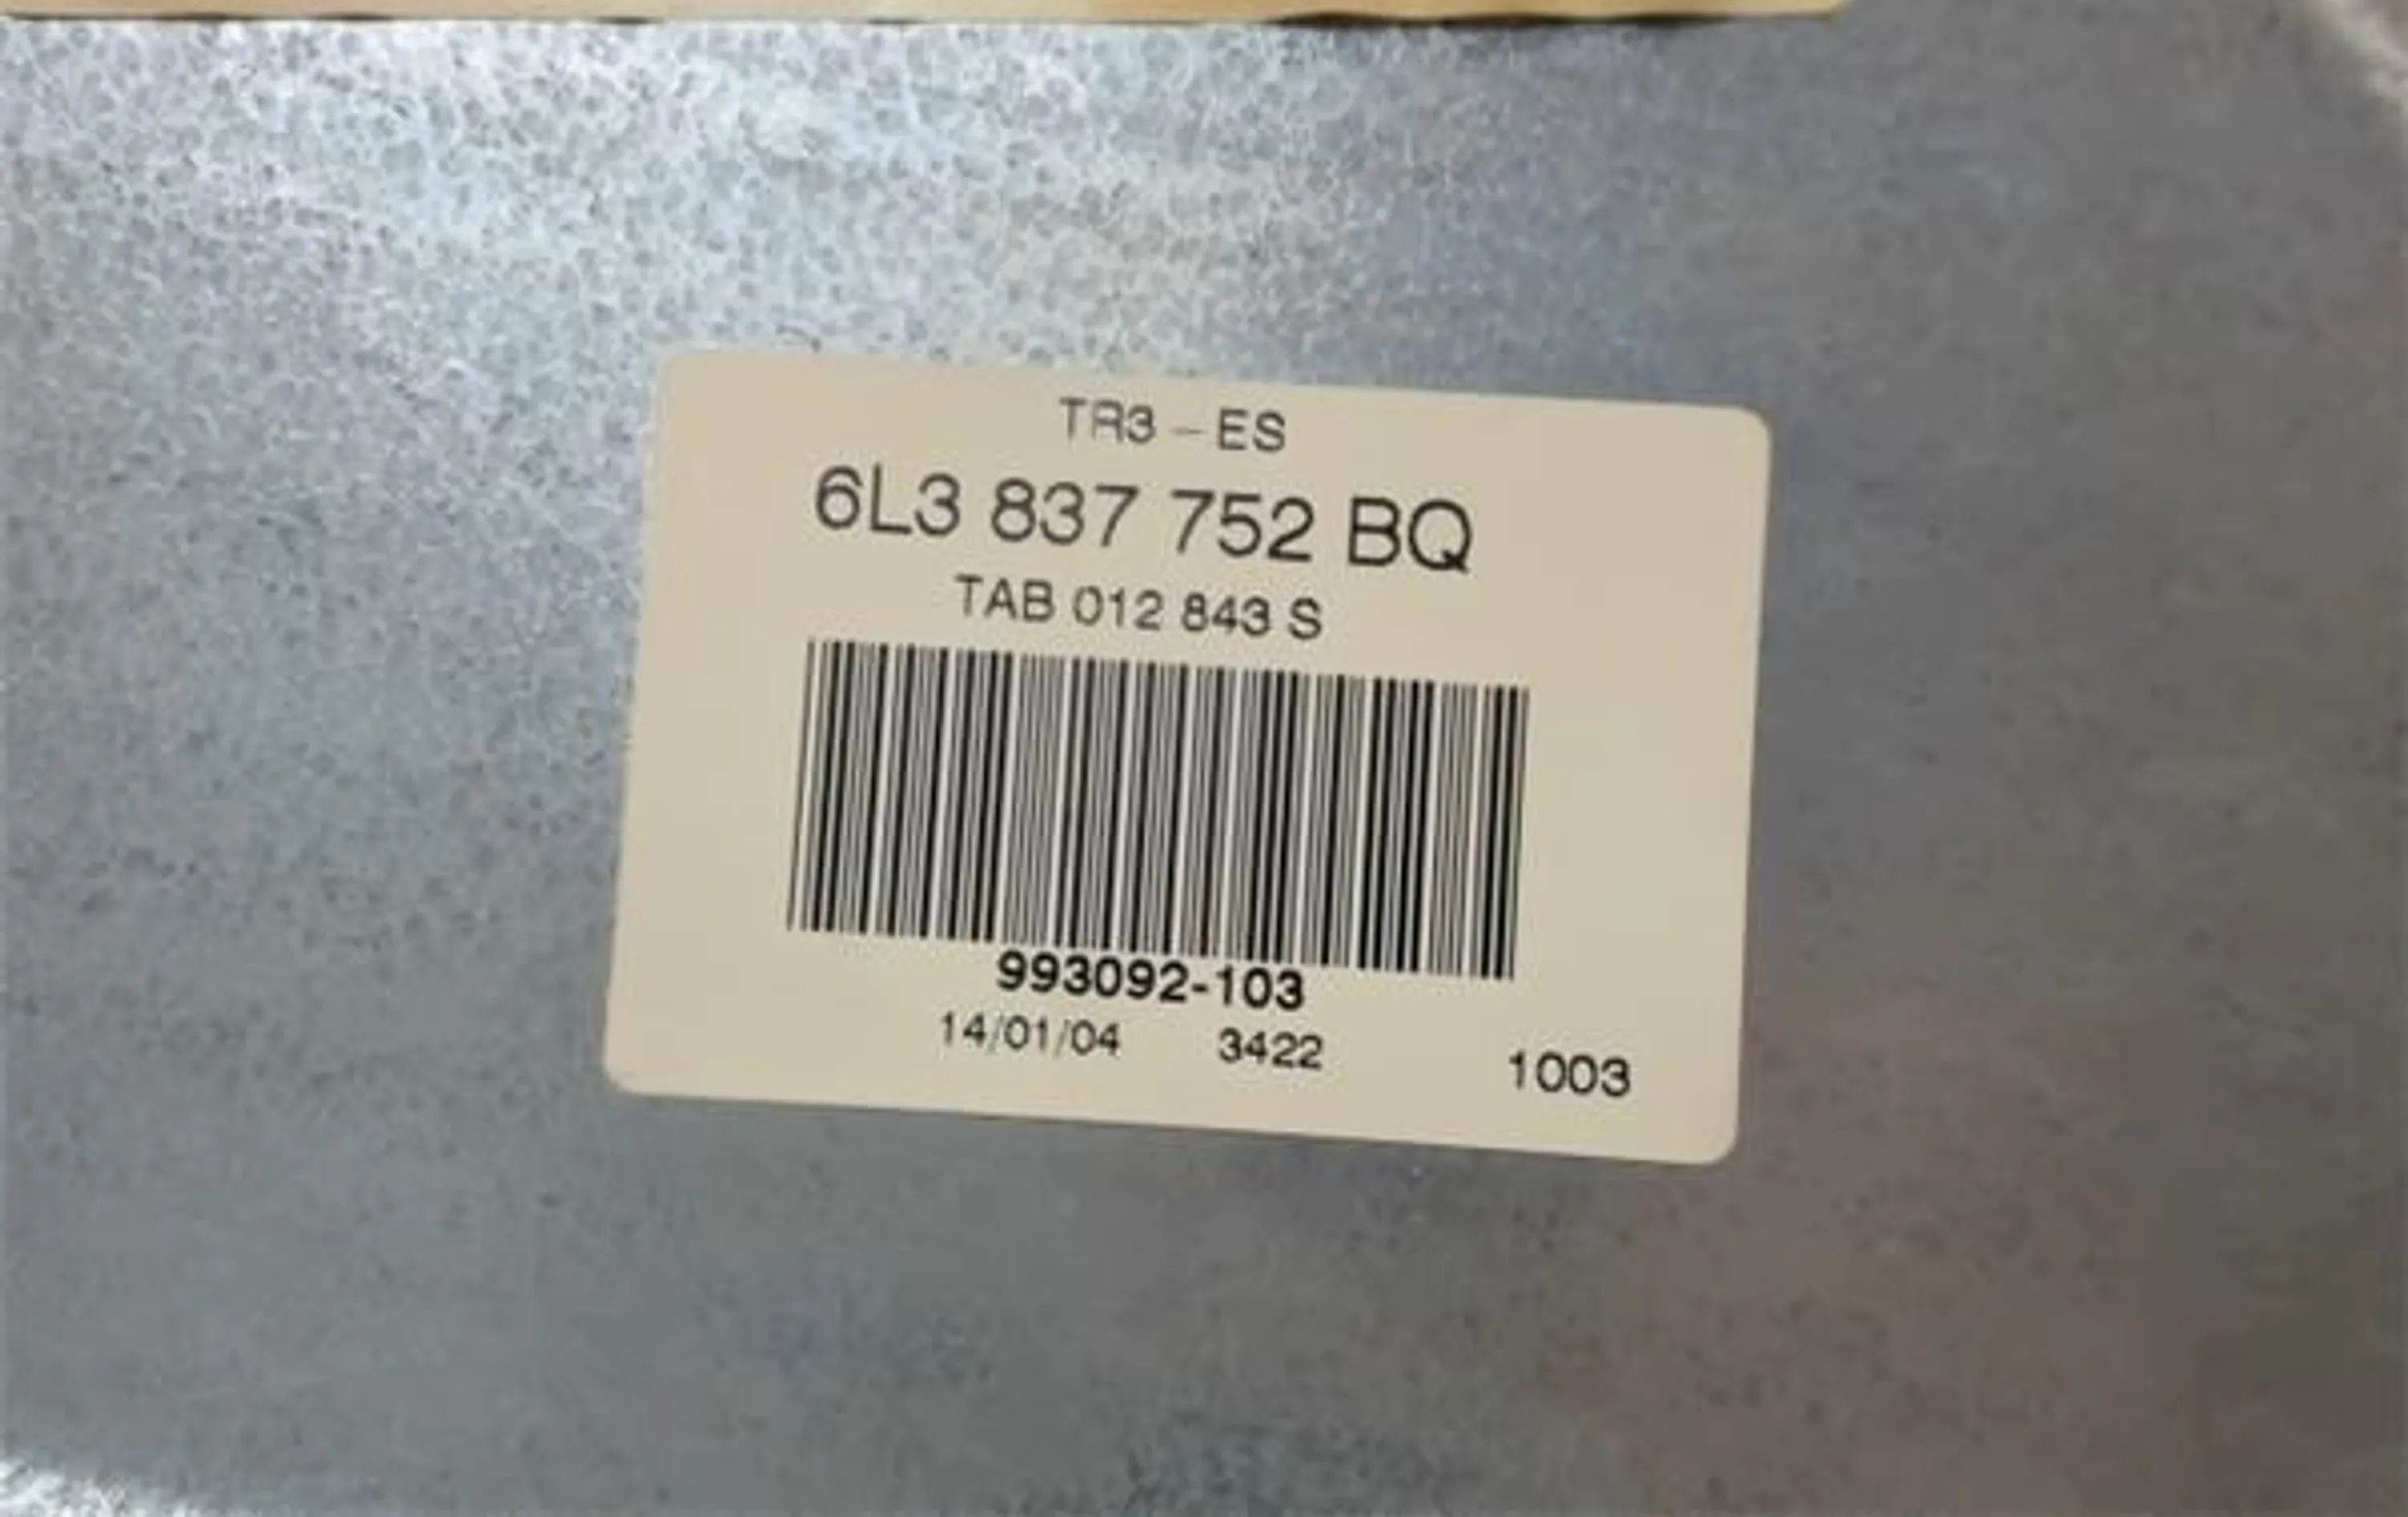 TR3 - ES
6L3 837 752 BQ
TAB 012 843 S
993092-103
14/01/04 3422 1003